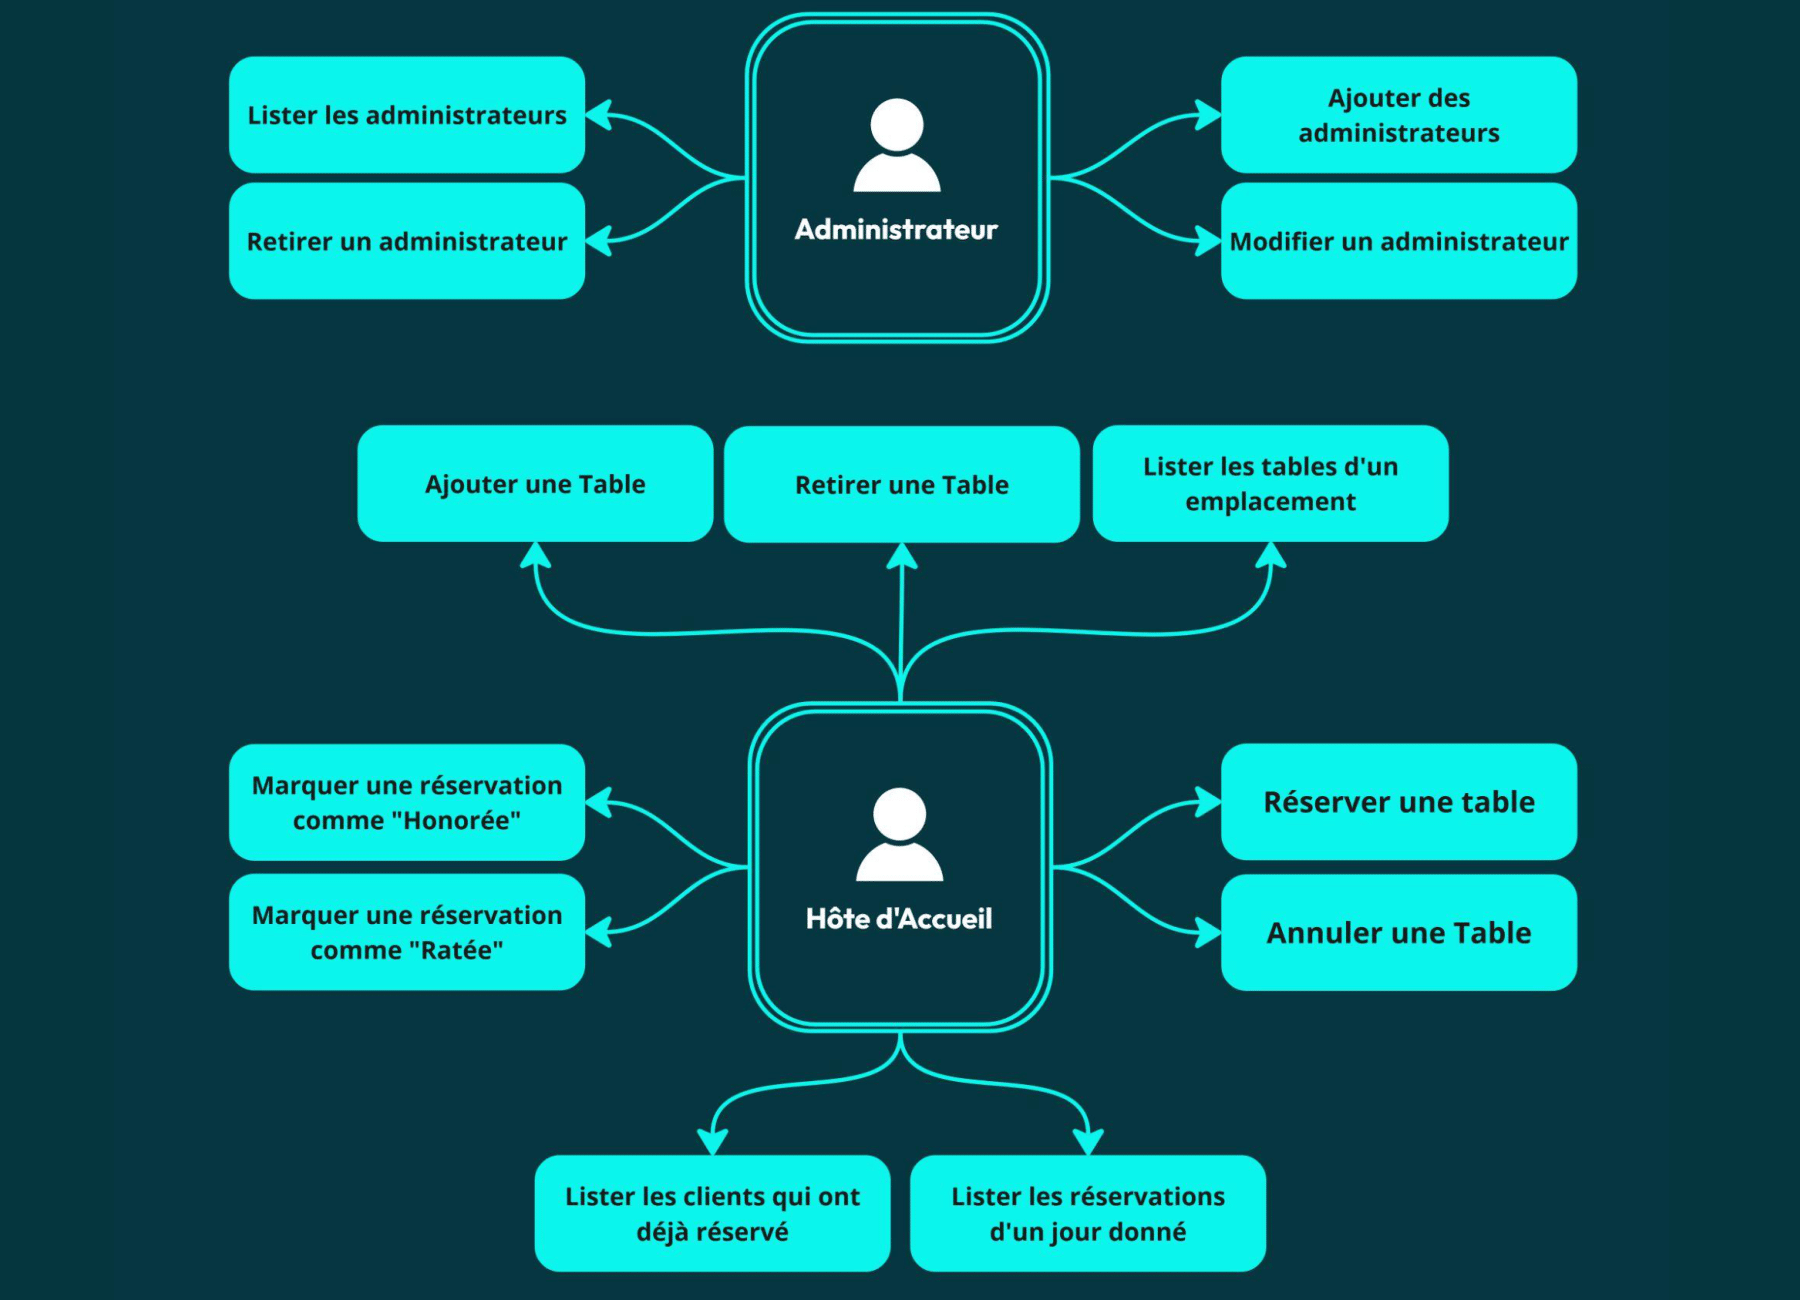 Lister les administrateurs
Retirer un administrateur
Administrateur
Ajouter des
administrateurs
Modifier un administrateur
Ajouter une Table
Retirer une Table
Lister les tables d'un
emplacement
Marquer une réservation
comme "Honorée"
Marquer une réservation
comme "Ratée"
Hôte d'Accueil
Réserver une table
Annuler une Table
Lister les clients qui ont
déjà réservé
Lister les réservations
d'un jour donné